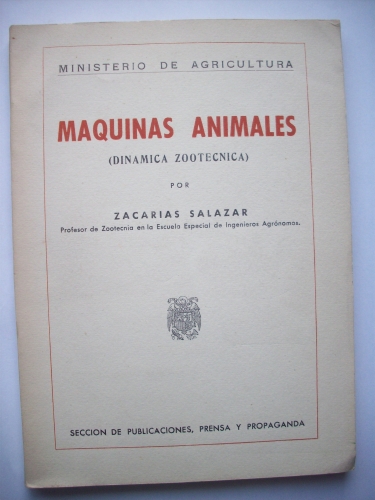 MINISTERIO DE AGRICULTURA
MAQUINAS ANIMALES
(DINAMICA ZOOTECNICA)
POR
ZACARIAS SALAZAR
Profesor de Zootecnia en la Escuela Especial de Ingenieros Agrónomos.
SECCION DE PUBLICACIONES, PRENSA Y PROPAGANDA